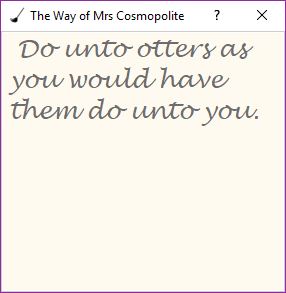 The Way of Mrs Cosmopolite ?
Do unto otters as
you would have
them do unto you.